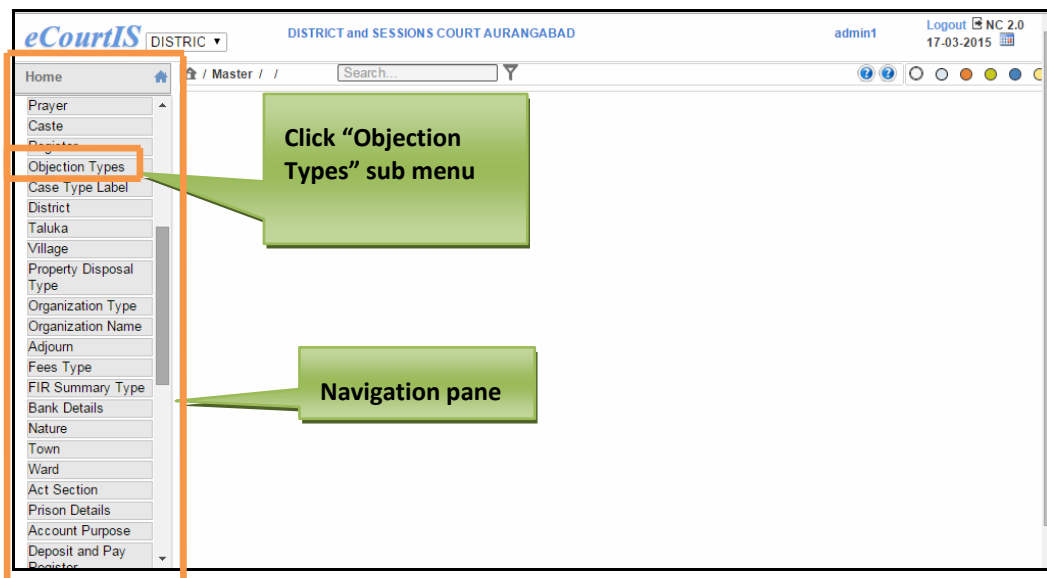 eCourtIS DISTRIC DISTRICT and SESSIONS COURT AURANGABAD admin1 Logout NC 2.0
17-03-2015
Home / Master / / Search...
Prayer
Caste
Register
Objection Types
Case Type Label
District
Taluka
Village
Property Disposal
Type
Organization Type
Organization Name
Adjourn
Fees Type
FIR Summary Type
Bank Details
Nature
Town
Ward
Act Section
Prison Details
Account Purpose
Deposit and Pay
Register
Click “Objection
Types” sub menu
Navigation pane